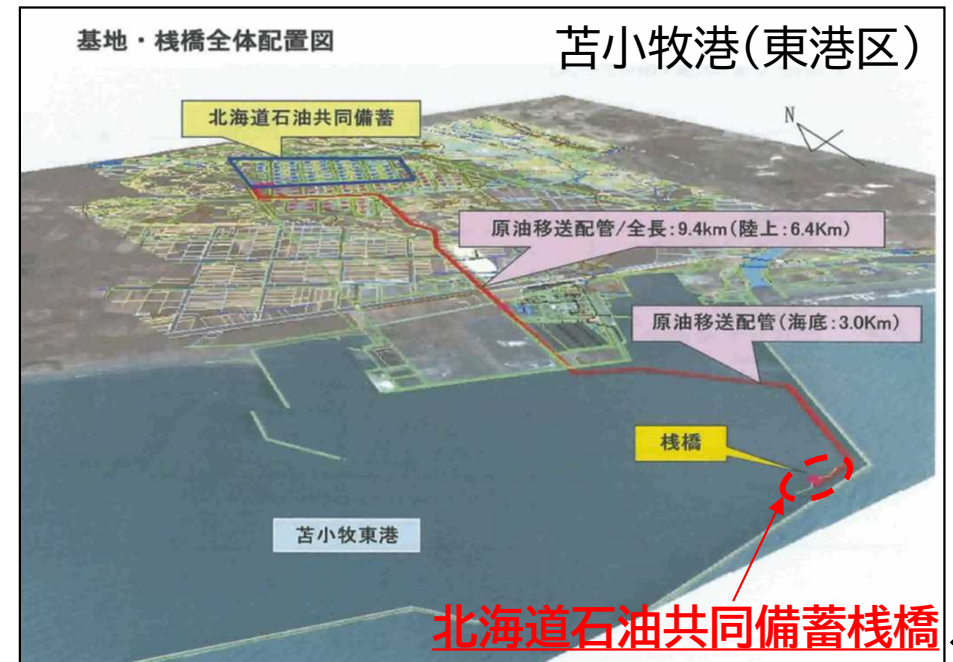 基地・桟橋全体配置図
苫小牧港(東港区)
北海道石油共同備蓄
N
原油移送配管/全長:9.4km(陸上:6.4Km)
原油移送配管(海底:3.0Km)
桟橋
苫小牧東港
北海道石油共同備蓄桟橋